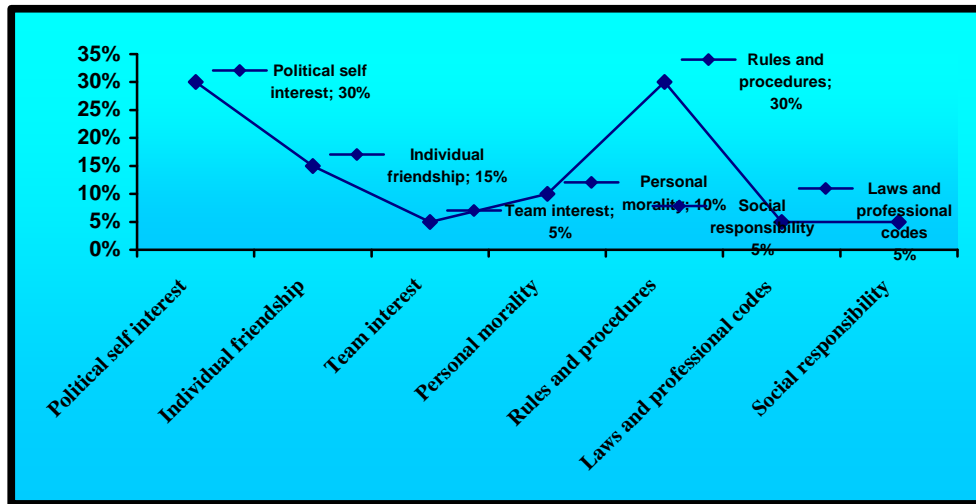 35%
30%
25%
20%
15%
10%
5%
0%
Political self
interest; 30%
Individual
friendship; 15%
Team interest;
5%
Personal
morality; 10%
Rules and
procedures;
30%
Social
responsibility
5%
Laws and
professional
codes
5%
Political self interest
Individual friendship
Team interest
Personal morality
Rules and procedures
Laws and professional codes
Social responsibility